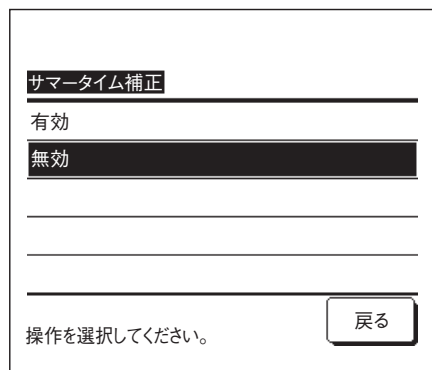 サマータイム補正
有効
無効
操作を選択してください。
戻る